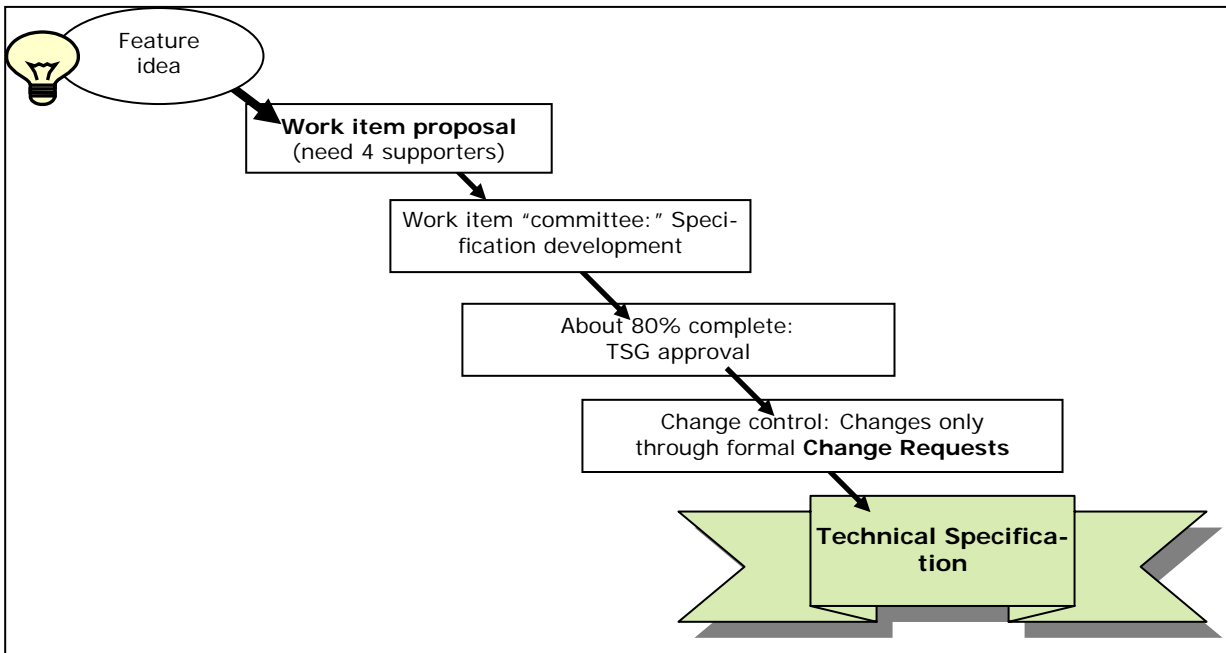 Feature
idea
Work item proposal
(need 4 supporters)
Work item “committee:” Speci-
fication development
About 80% complete:
TSG approval
Change control: Changes only
through formal Change Requests
Technical Specifica-
tion